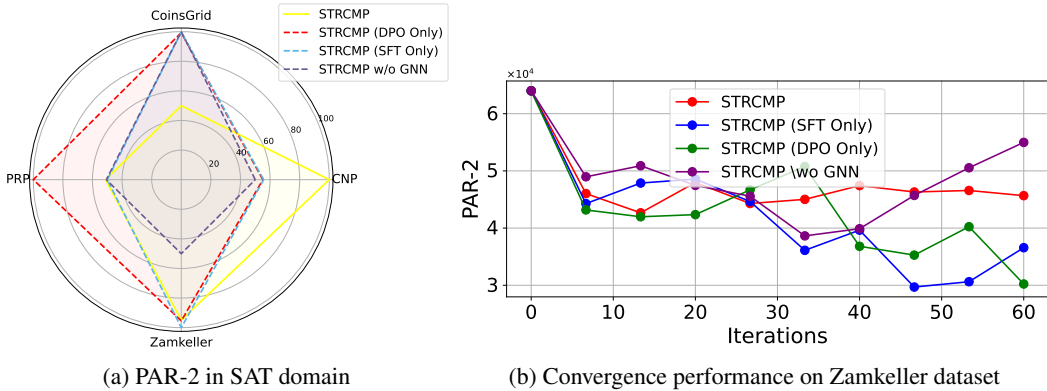 CoinsGrid
STRCMP
STRCMP (DPO Only)
STRCMP (SFT Only)
STRCMP w/o GNN
100
80
60
40
20
PRP
CNP
Zamkeller
(a) PAR-2 in SAT domain
×10⁴
6
5
4
3
PAR-2
STRCMP
STRCMP (SFT Only)
STRCMP (DPO Only)
STRCMP wo GNN
0 10 20 30 40 50 60
Iterations
(b) Convergence performance on Zamkeller dataset